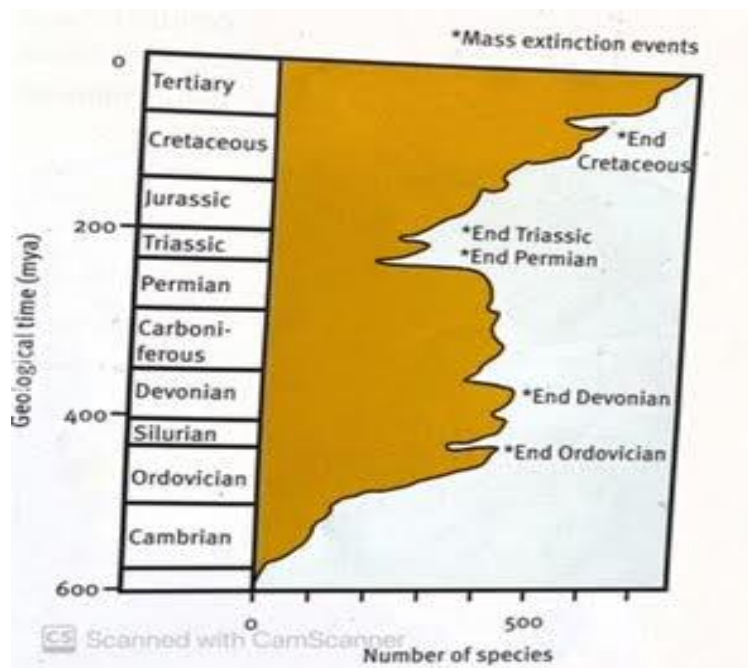 *Mass extinction events
0
Tertiary
Cretaceous
*End
Cretaceous
Jurassic
200
Triassic
*End Triassic
*End Permian
Permian
Carboni-
ferous
Devonian
*End Devonian
400
Silurian
*End Ordovician
Ordovician
Cambrian
600
Geological time (mya)
0
500
Number of species
CS Scanned with CamScanner